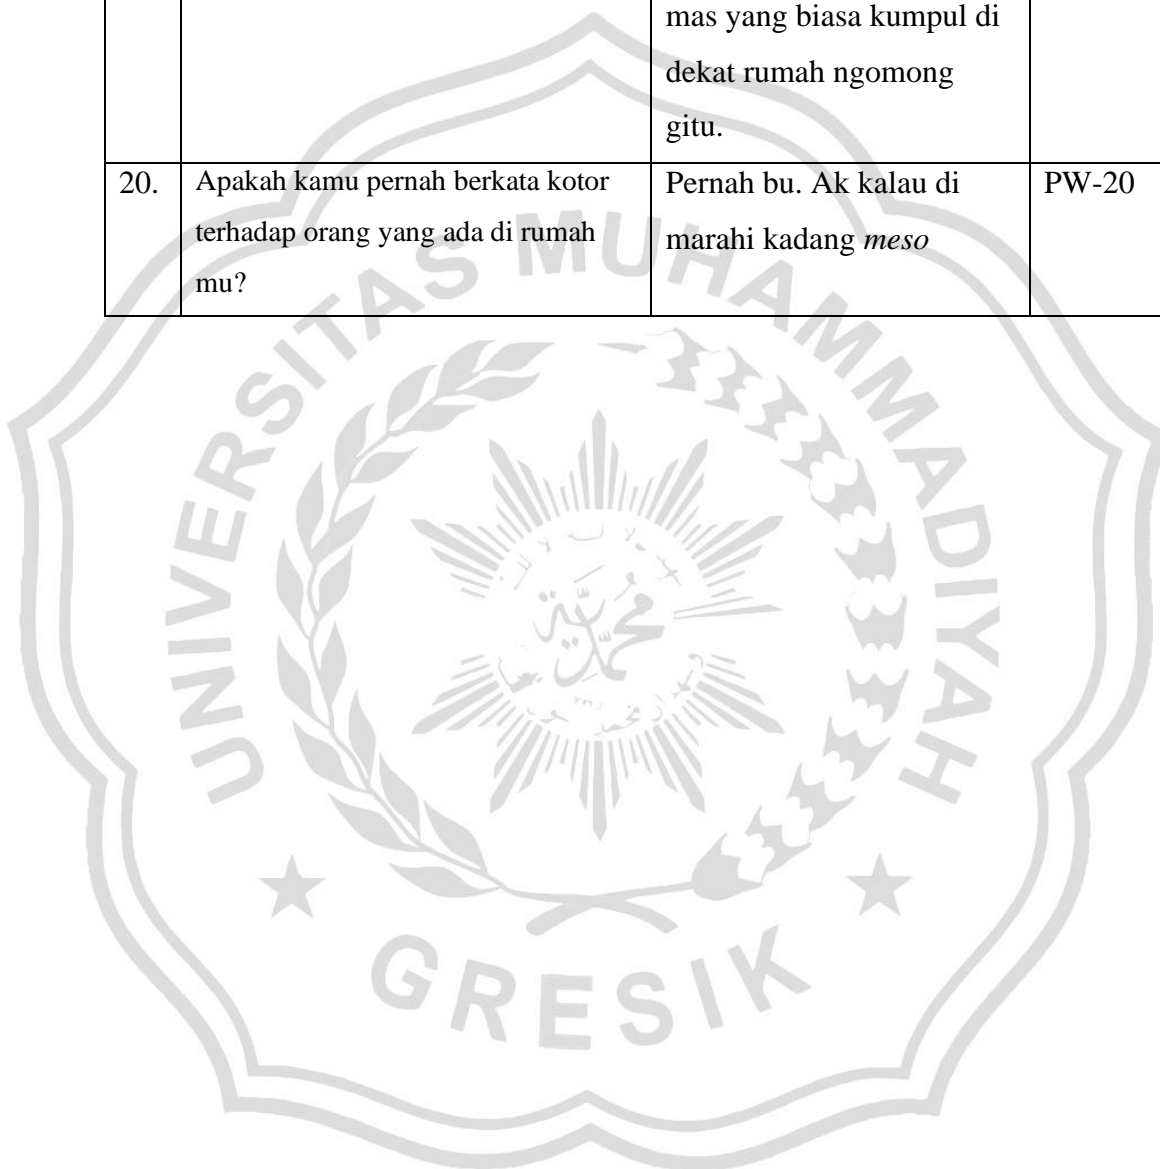 mas yang biasa kumpul di
dekat rumah ngomong
gitu.
20. Apakah kamu pernah berkata kotor Pernah bu. Ak kalau di PW-20
terhadap orang yang ada di rumah marahi kadang meso
mu?
UNIVERSITAS MUHAMMADIYAH
محمد
GRESIK